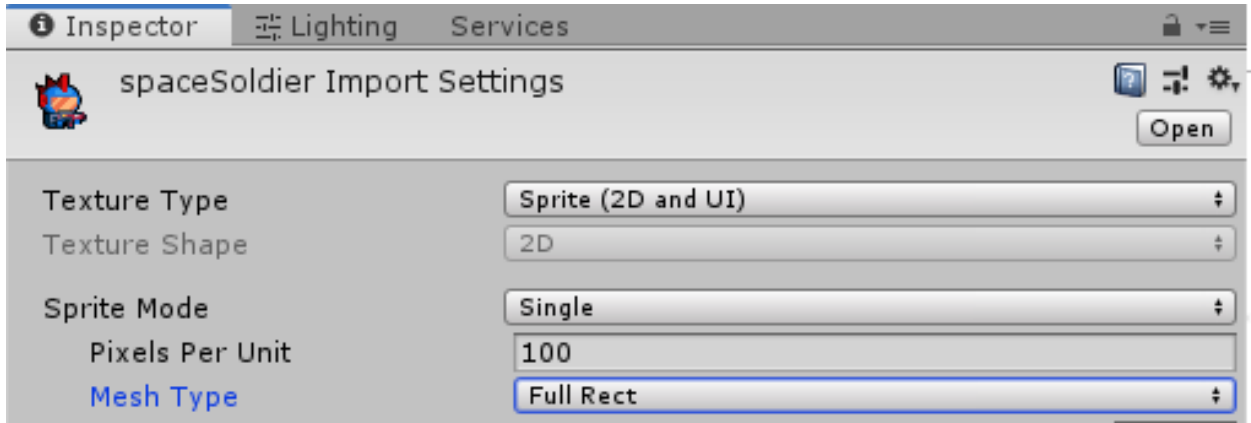 Inspector Lighting Services
spaceSoldier Import Settings
Open
Texture Type Sprite (2D and UI)
Texture Shape 2D
Sprite Mode Single
Pixels Per Unit 100
Mesh Type Full Rect